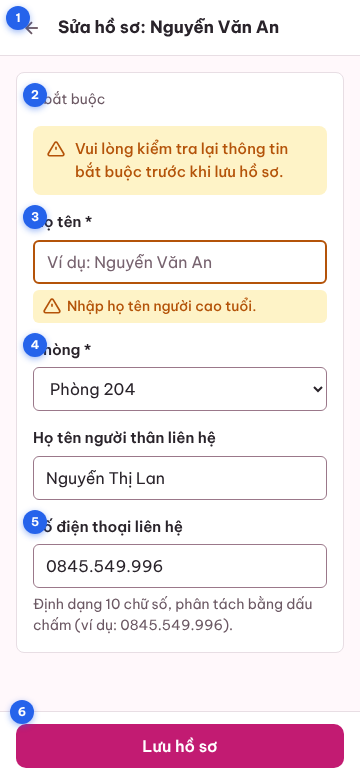 1
Sửa hồ sơ: Nguyễn Văn An
2
bắt buộc
Vui lòng kiểm tra lại thông tin
bắt buộc trước khi lưu hồ sơ.
3
ọ tên *
Ví dụ: Nguyễn Văn An
Nhập họ tên người cao tuổi.
4
hòng *
Phòng 204
Họ tên người thân liên hệ
Nguyễn Thị Lan
5
ố điện thoại liên hệ
0845.549.996
Định dạng 10 chữ số, phân tách bằng dấu
chấm (ví dụ: 0845.549.996).
6
Lưu hồ sơ